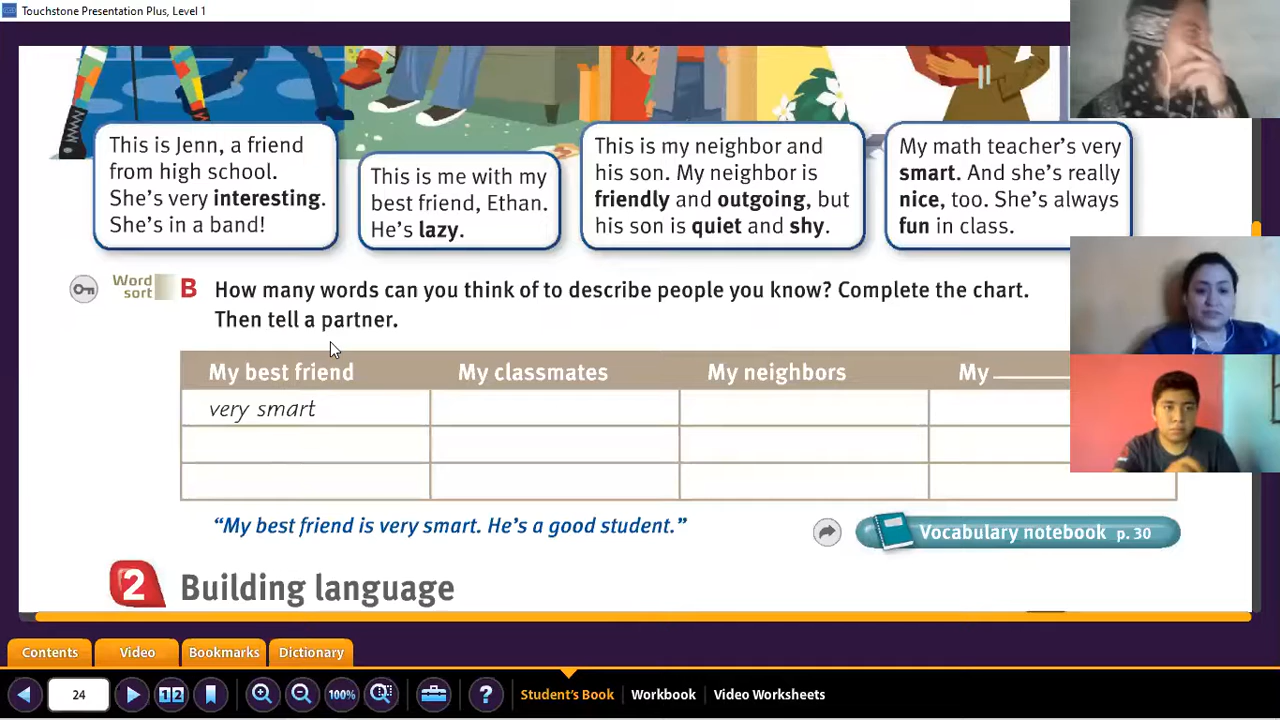 Touchstone Presentation Plus, Level 1
This is Jenn, a friend
from high school.
She's very interesting.
She's in a band!
This is me with my
best friend, Ethan.
He's lazy.
This is my neighbor and
his son. My neighbor is
friendly and outgoing, but
his son is quiet and shy.
My math teacher's very
smart. And she's really
nice, too. She's always
fun in class.
Word
sort
B How many words can you think of to describe people you know? Complete the chart.
Then tell a partner.
My best friend My classmates My neighbors My
very smart
"My best friend is very smart. He's a good student."
Vocabulary notebook p. 30
2 Building language
Contents Video Bookmarks Dictionary
24 1 2 100% ? Student's Book Workbook Video Worksheets